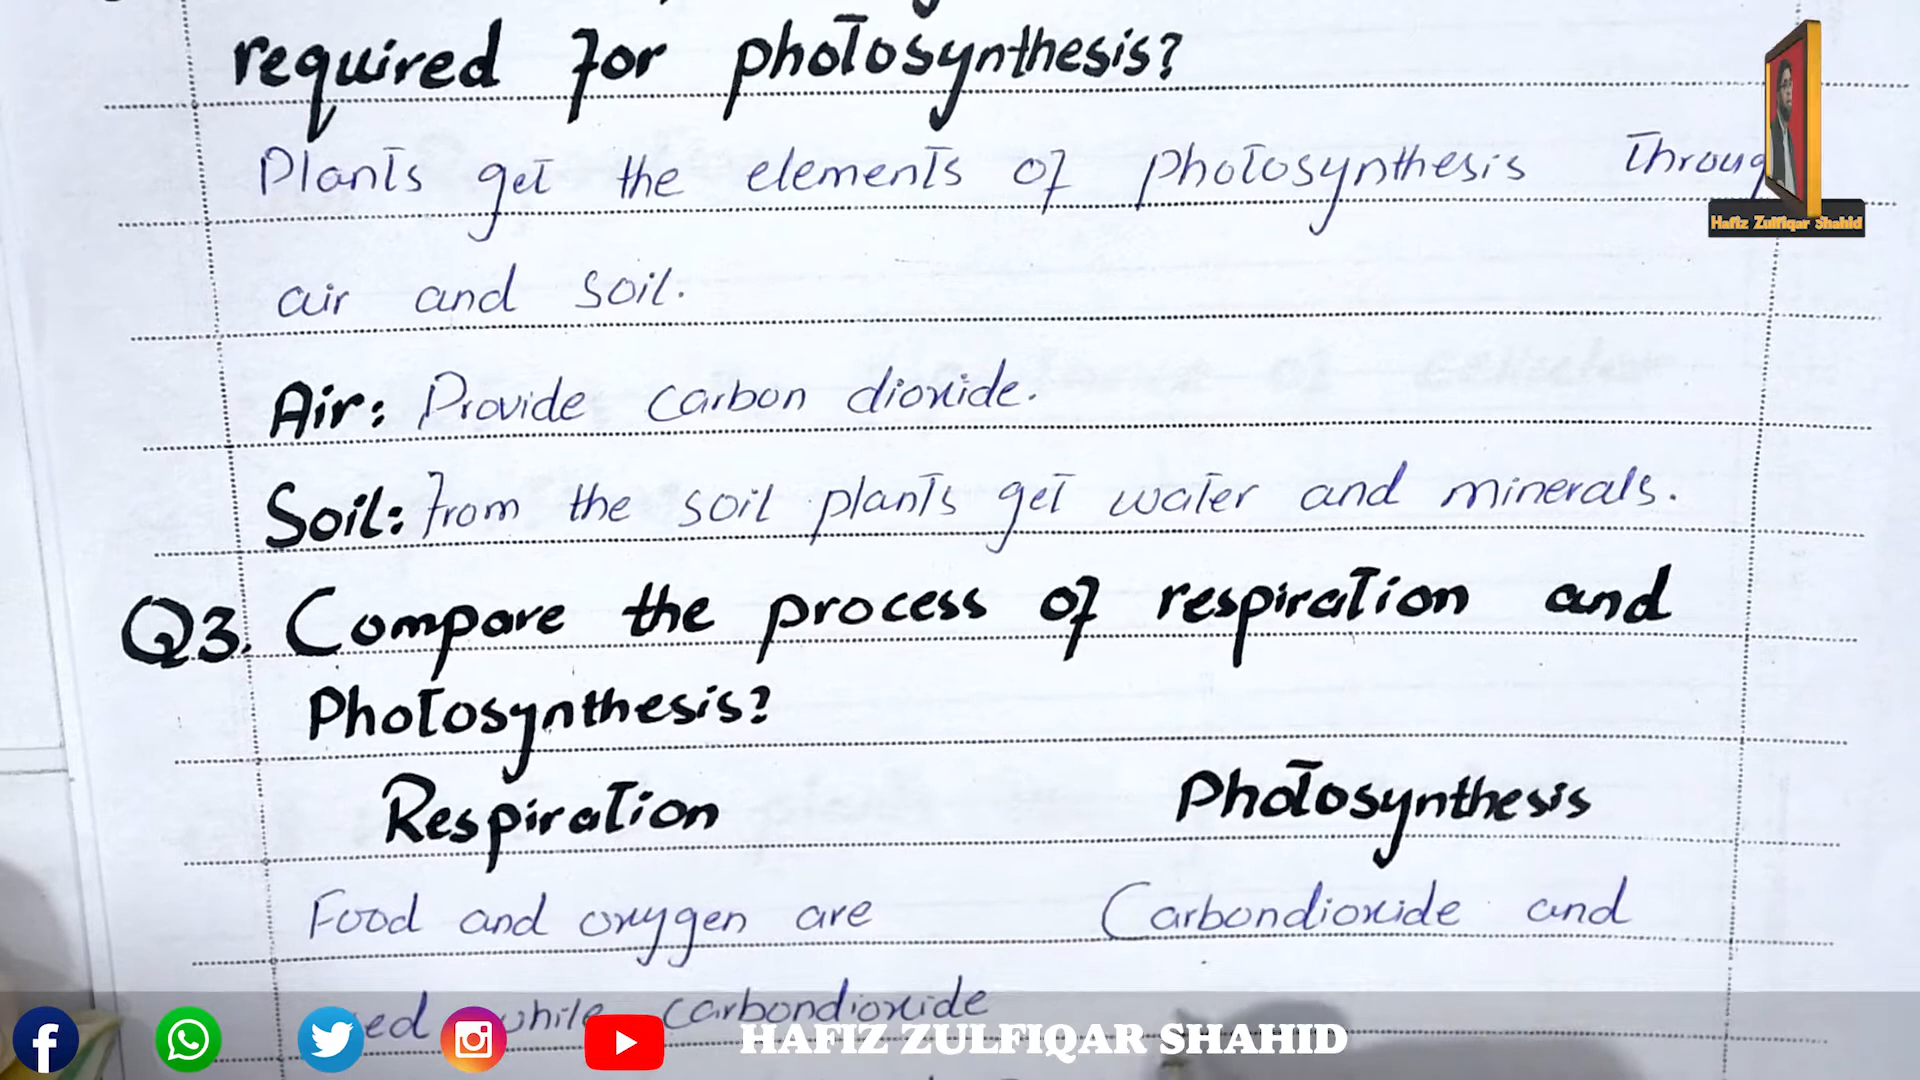 required for photosynthesis?
Plants get the elements of photosynthesis
air and soil.
Air: Provide carbon dioxide.
Soil: From the soil plants get water and minerals.
Q3. Compare the process of respiration and
Photosynthesis?
Respiration Photosynthesis
Food and oxygen are Carbondioxide and
while carbondioxide
Hafiz Zulfiqar Shahid
HAFIZ ZULFIQAR SHAHID